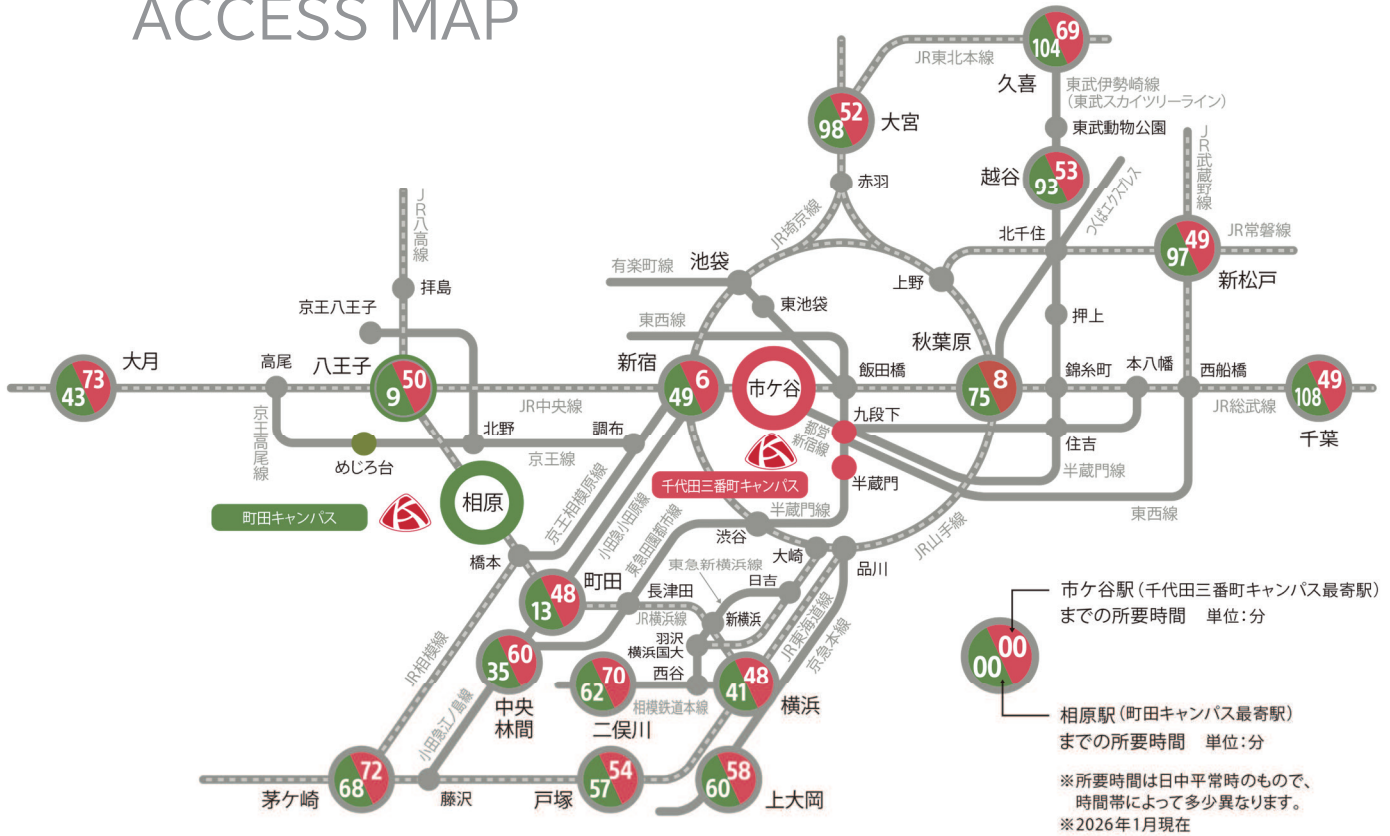 ACCESS MAP
69
104
久喜
JR東北本線
東武伊勢崎線
（東武スカイツリーライン）
52
98
大宮
東武動物公園
JR武蔵野線
53
93
越谷
つくばエクスプレス
赤羽
JR埼京線
JR八高線
北千住
JR常磐線
49
97
新松戸
池袋
有楽町線
上野
拝島
東池袋
京王八王子
押上
東西線
秋葉原
大月
73
43
高尾
八王子
50
9
新宿
6
49
市ケ谷
飯田橋
8
75
錦糸町
本八幡
西船橋
49
108
千葉
JR中央線
JR総武線
京王高尾線
めじろ台
北野
京王線
調布
都営
新宿線
九段下
住吉
半蔵門線
千代田三番町キャンパス
半蔵門
東西線
相原
町田キャンパス
京王相模原線
小田急小田原線
東急田園都市線
半蔵門線
渋谷
大崎
品川
JR山手線
橋本
町田
48
13
長津田
JR横浜線
東急新横浜線
日吉
新横浜
羽沢
横浜国大
西谷
JR東海道線
京急本線
JR相模線
60
35
中央
林間
70
62
二俣川
相模鉄道本線
48
41
横浜
小田急江ノ島線
72
68
茅ケ崎
藤沢
54
57
戸塚
58
60
上大岡
市ケ谷駅（千代田三番町キャンパス最寄駅）
までの所要時間　単位：分
00
00
相原駅（町田キャンパス最寄駅）
までの所要時間　単位：分
※所要時間は日中平常時のもので、
時間帯によって多少異なります。
※2026年1月現在